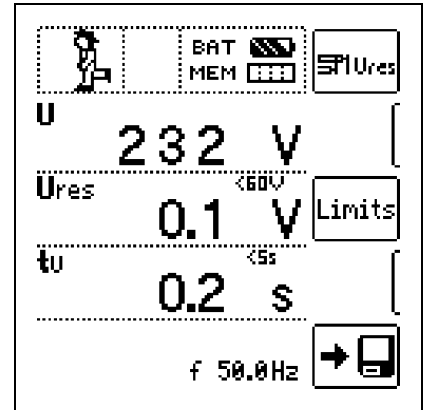 BAT
MEM
Ures
U
232 V
Ures <60V
0.1 V
Limits
tU <5s
0.2 s
f 50.0Hz